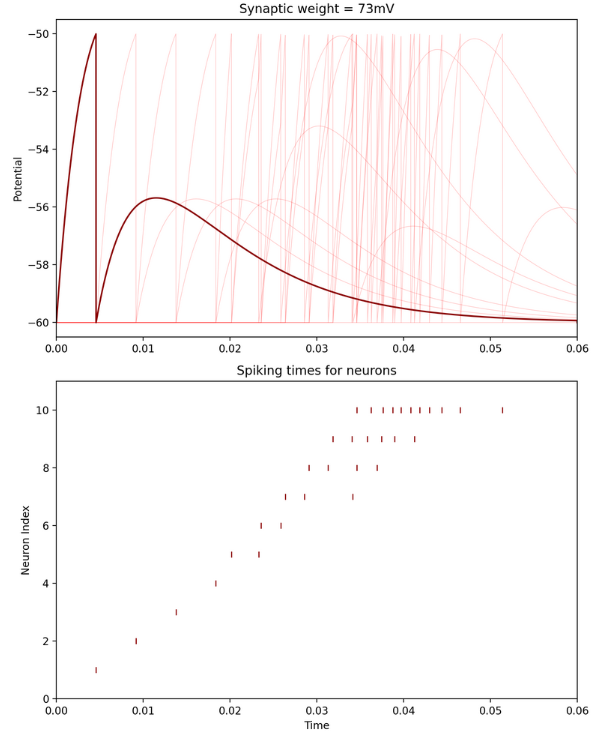 Synaptic weight = 73mV
−50
−52
−54
−56
−58
−60
Potential
0.00 0.01 0.02 0.03 0.04 0.05 0.06
Spiking times for neurons
10
8
6
4
2
0
Neuron Index
0.00 0.01 0.02 0.03 0.04 0.05 0.06
Time